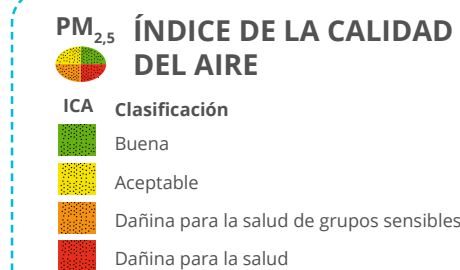 PM2,5 ÍNDICE DE LA CALIDAD
DEL AIRE
ICA Clasificación
Buena
Aceptable
Dañina para la salud de grupos sensibles
Dañina para la salud